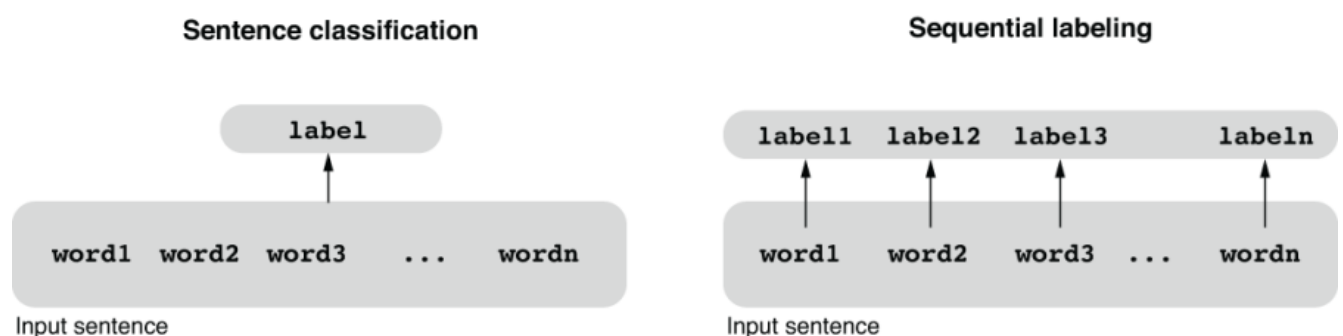 Sentence classification
label
word1 word2 word3 ... wordn
Input sentence
Sequential labeling
label1 label2 label3 labeln
word1 word2 word3 ... wordn
Input sentence